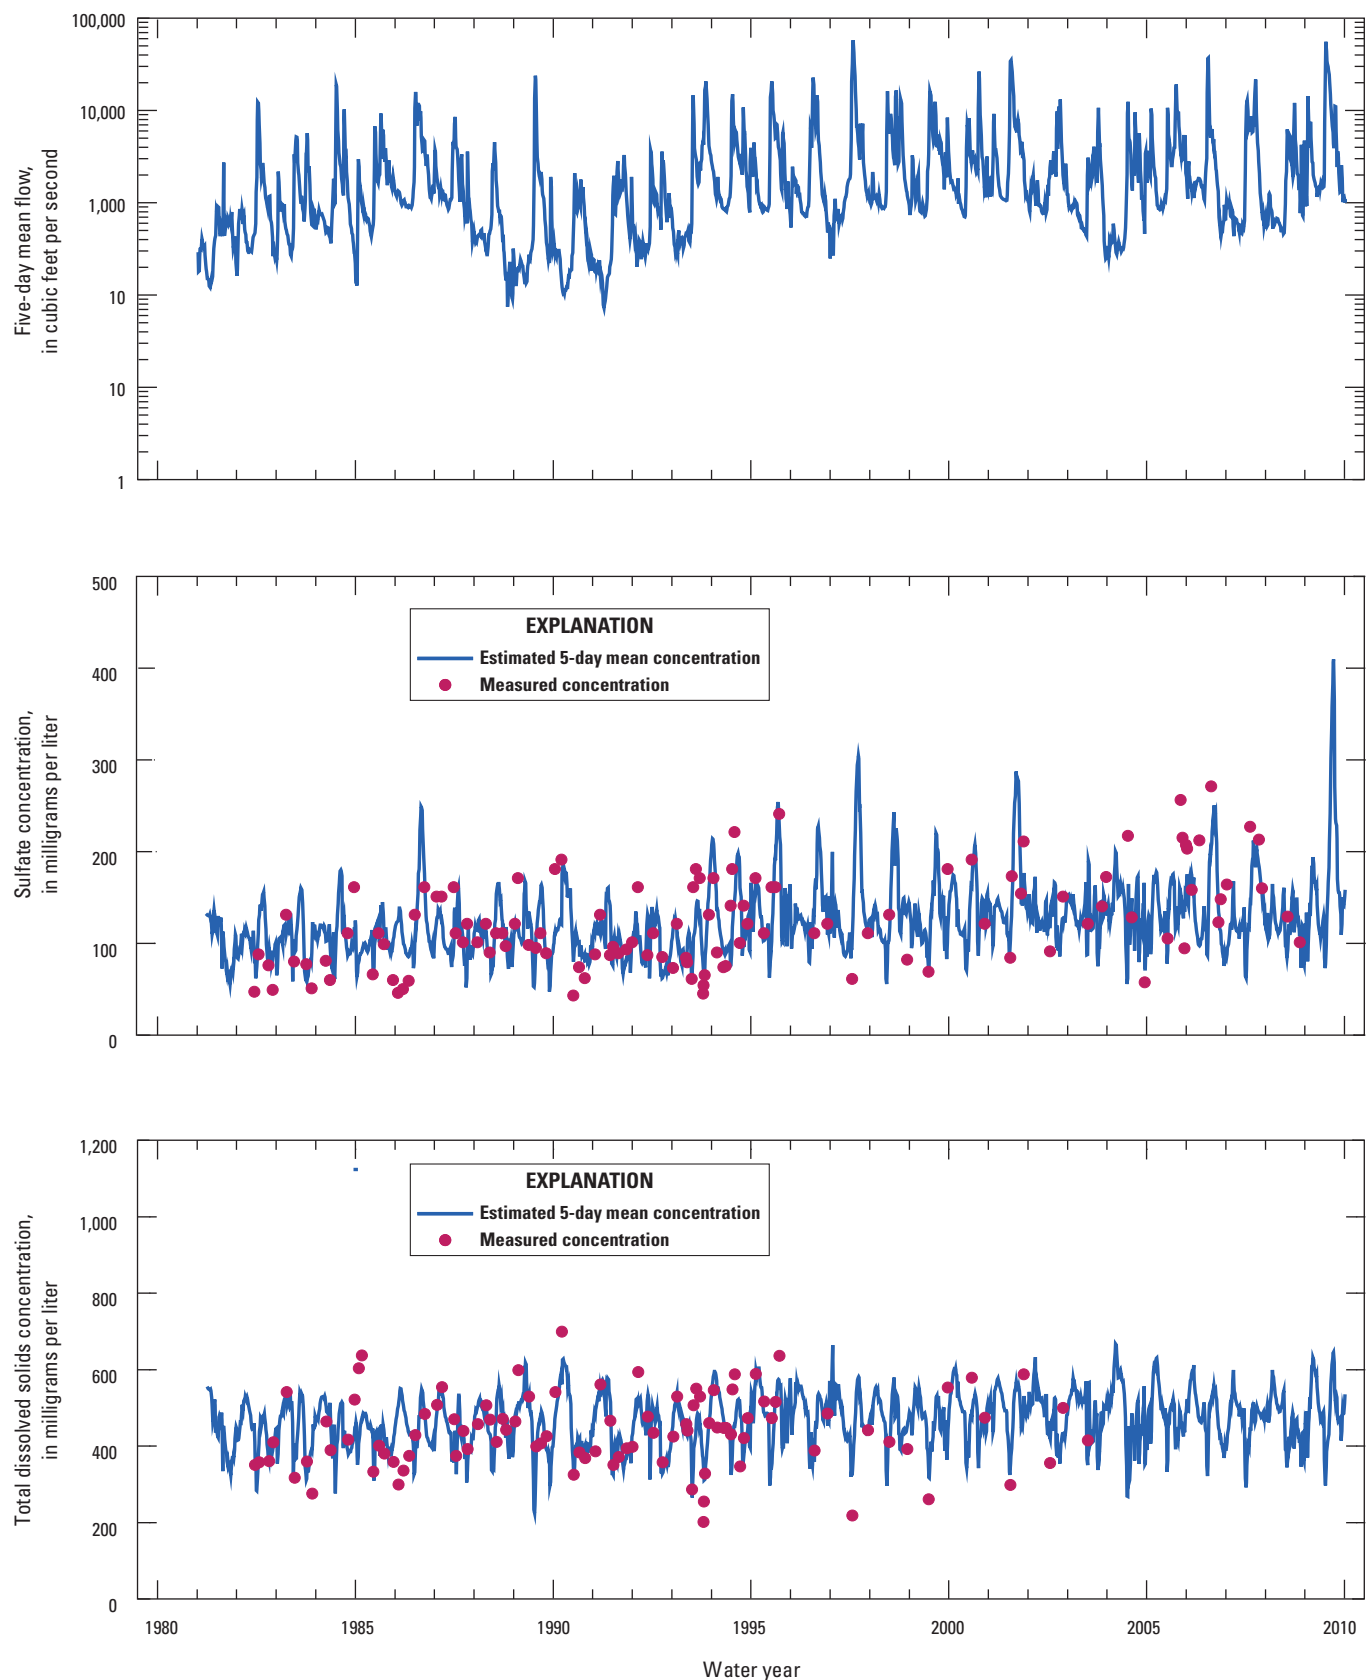 100,000
10,000
1,000
10
10
1
Five-day mean flow,
in cubic feet per second
500
400
300
200
100
0
Sulfate concentration,
in milligrams per liter
EXPLANATION
Estimated 5-day mean concentration
Measured concentration
1,200
1,000
800
600
400
200
0
Total dissolved solids concentration,
in milligrams per liter
EXPLANATION
Estimated 5-day mean concentration
Measured concentration
1980 1985 1990 1995 2000 2005 2010
Water year